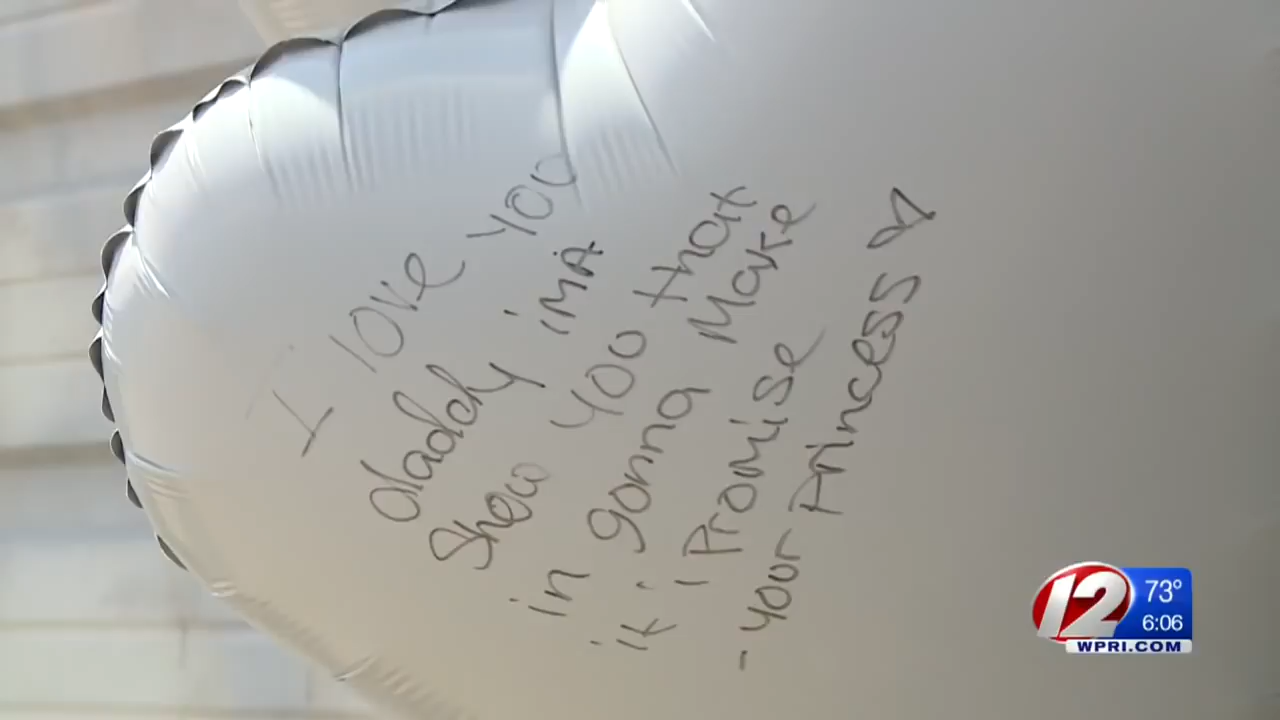 I love you
daddy imA
Show you that
in gonna make
it. i Promise
- your Princess
12
73°
6:06
WPRI.COM